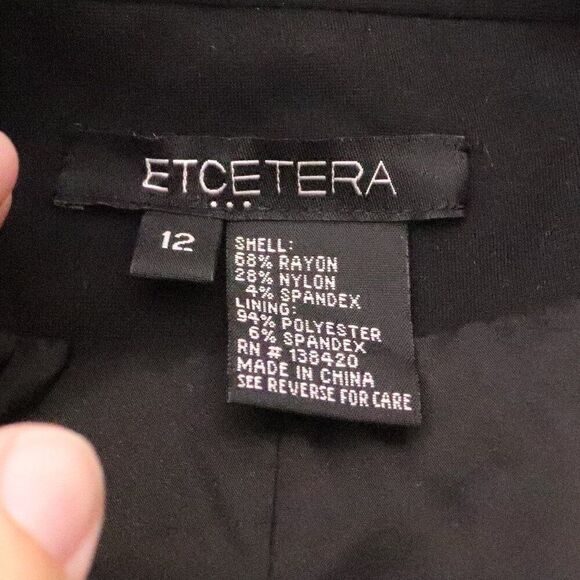 ETCETERA
...
12
SHELL:
68% RAYON
28% NYLON
4% SPANDEX
LINING:
94% POLYESTER
6% SPANDEX
RN # 138420
MADE IN CHINA
SEE REVERSE FOR CARE